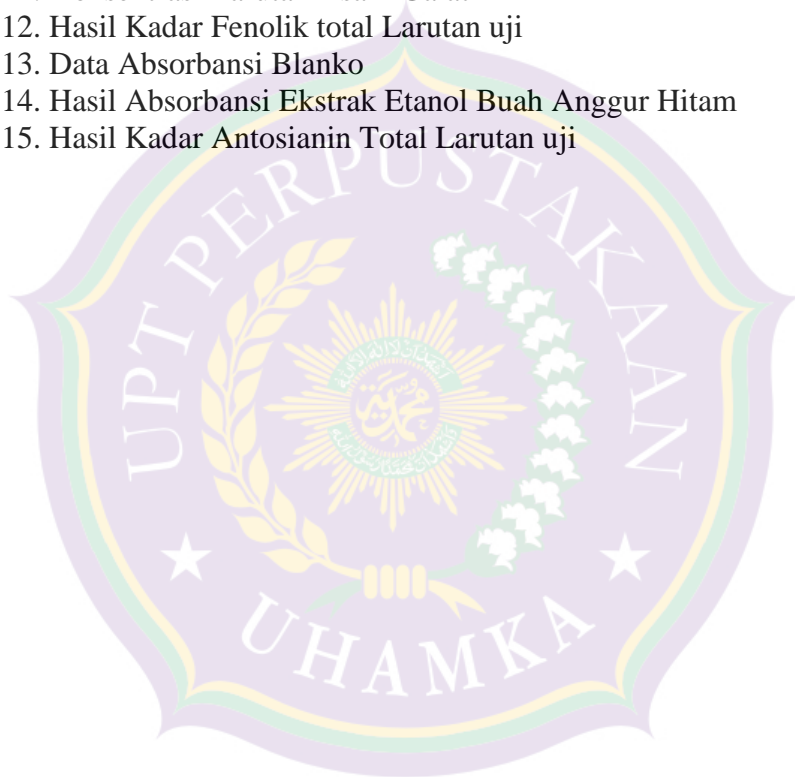 12. Hasil Kadar Fenolik total Larutan uji
13. Data Absorbansi Blanko
14. Hasil Absorbansi Ekstrak Etanol Buah Anggur Hitam
15. Hasil Kadar Antosianin Total Larutan uji
UPT PERPUSTAKAAN
UHAMKA